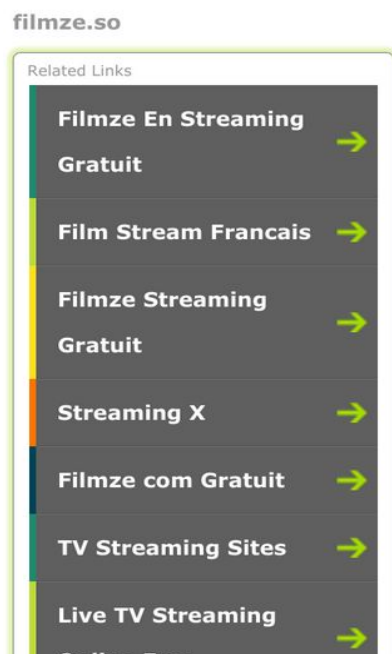 filmze.so
Related Links
Filmze En Streaming
Gratuit
Film Stream Francais
Filmze Streaming
Gratuit
Streaming X
Filmze com Gratuit
TV Streaming Sites
Live TV Streaming